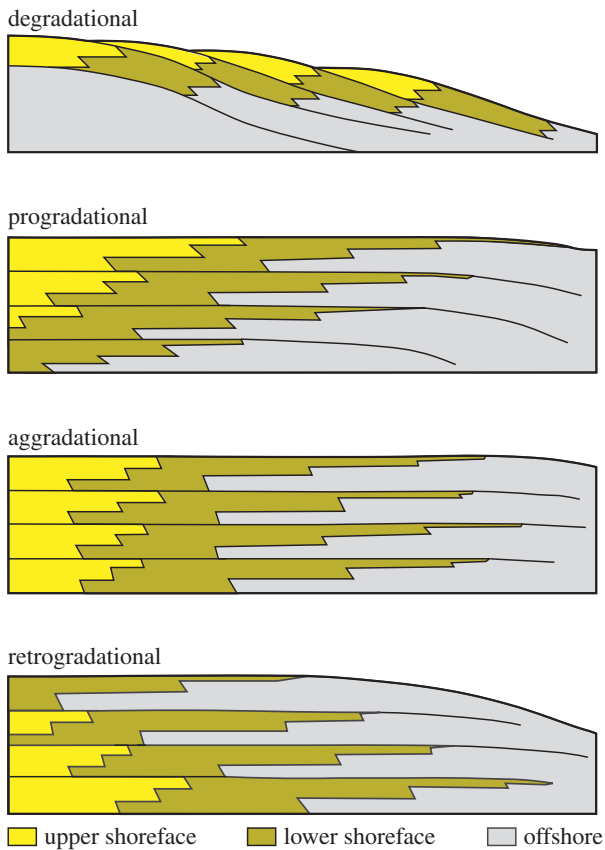 degradational
progradational
aggradational
retrogradational
upper shoreface lower shoreface offshore